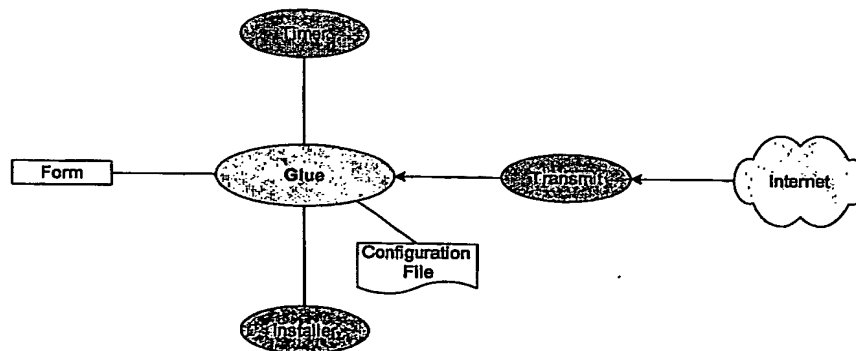 Timer
Form
Glue
Transmit
Internet
Configuration
File
Installer